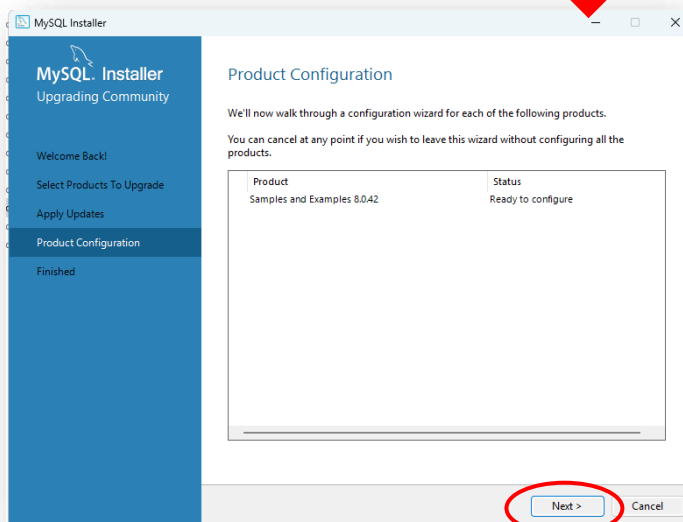 MySQL Installer
MySQL. Installer
Upgrading Community
Welcome Back!
Select Products To Upgrade
Apply Updates
Product Configuration
Finished
Product Configuration
We'll now walk through a configuration wizard for each of the following products.
You can cancel at any point if you wish to leave this wizard without configuring all the
products.
Product Status
Samples and Examples 8.0.42 Ready to configure
Next > Cancel